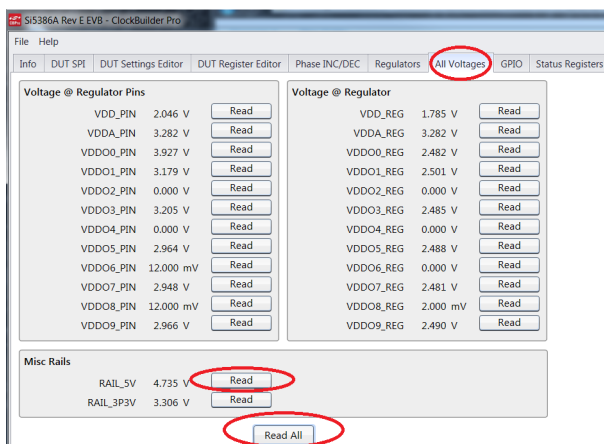 Si5386A Rev E EVB - ClockBuilder Pro
File Help
Info DUT SPI DUT Settings Editor DUT Register Editor Phase INC/DEC Regulators All Voltages GPIO Status Registers
Voltage @ Regulator Pins
VDD_PIN 2.046 V Read
VDDA_PIN 3.282 V Read
VDDO0_PIN 3.927 V Read
VDDO1_PIN 3.179 V Read
VDDO2_PIN 0.000 V Read
VDDO3_PIN 3.205 V Read
VDDO4_PIN 0.000 V Read
VDDO5_PIN 2.964 V Read
VDDO6_PIN 12.000 mV Read
VDDO7_PIN 2.948 V Read
VDDO8_PIN 12.000 mV Read
VDDO9_PIN 2.966 V Read
Voltage @ Regulator
VDD_REG 1.785 V Read
VDDA_REG 3.282 V Read
VDDO0_REG 2.482 V Read
VDDO1_REG 2.501 V Read
VDDO2_REG 0.000 V Read
VDDO3_REG 2.485 V Read
VDDO4_REG 0.000 V Read
VDDO5_REG 2.488 V Read
VDDO6_REG 0.000 V Read
VDDO7_REG 2.481 V Read
VDDO8_REG 2.000 mV Read
VDDO9_REG 2.490 V Read
Misc Rails
RAIL_5V 4.735 V Read
RAIL_3P3V 3.306 V Read
Read All